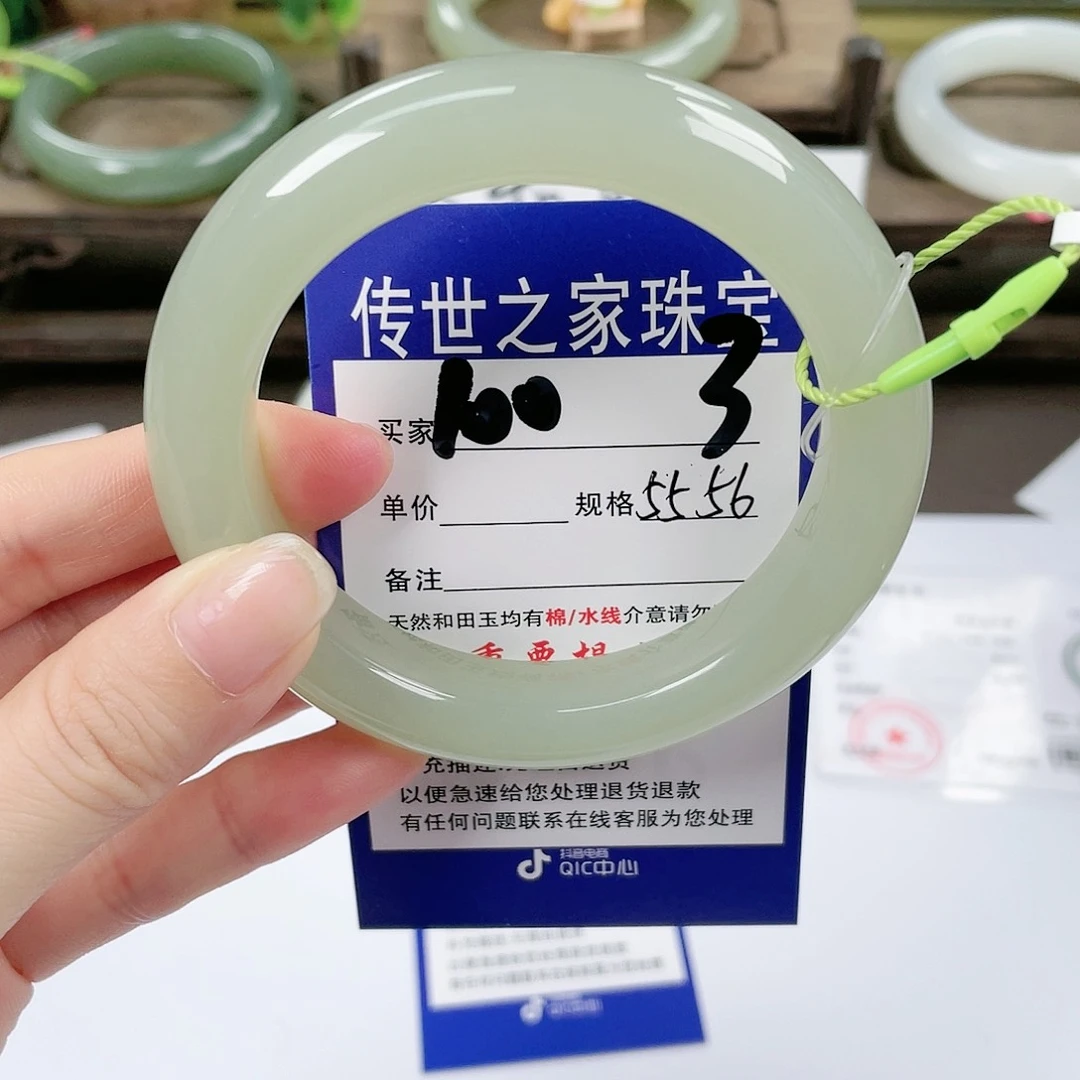 传世之家珠宝
买家 100 3
单价 规格 55.56
备注
天然和田玉均有棉/水线介意请勿
以便急速给您处理退货退款
有任何问题联系在线客服为您处理
抖音电商
QIC中心